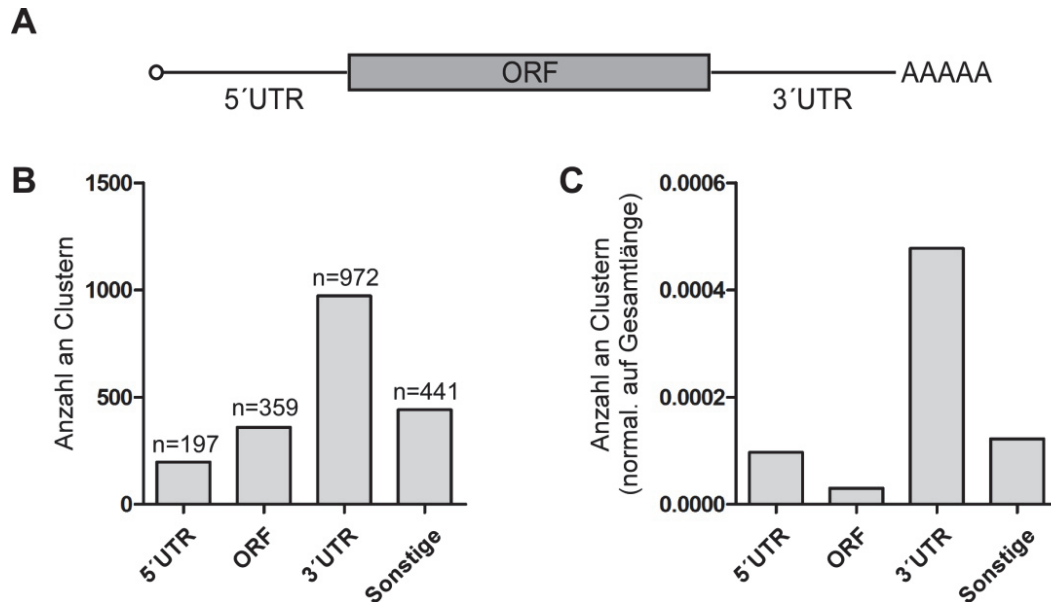 A
ORF
5´UTR
3´UTR
AAAAA
B
Anzahl an Clustern
1500
1000
500
0
n=197
n=359
n=972
n=441
5´UTR
ORF
3´UTR
Sonstige
C
Anzahl an Clustern
(normal. auf Gesamtlänge)
0.0006
0.0004
0.0002
0.0000
5´UTR
ORF
3´UTR
Sonstige